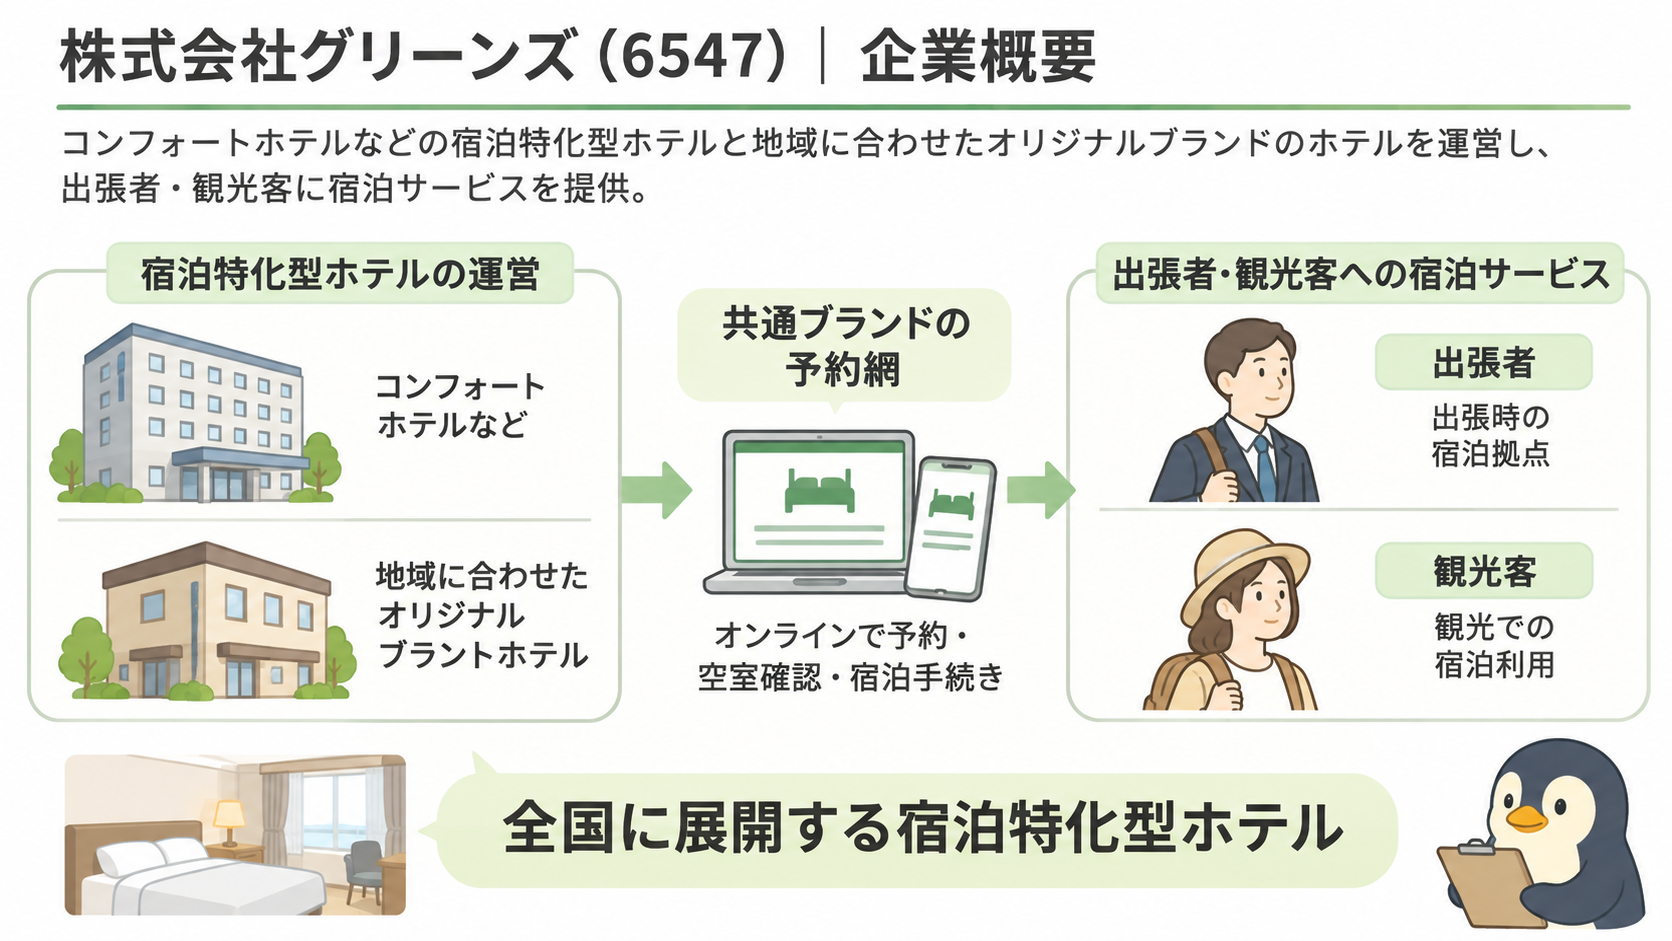 株式会社グリーンズ（6547）｜企業概要
コンフォートホテルなどの宿泊特化型ホテルと地域に合わせたオリジナルブランドのホテルを運営し、
出張者・観光客に宿泊サービスを提供。
宿泊特化型ホテルの運営
コンフォート
ホテルなど
地域に合わせた
オリジナル
ブラントホテル
共通ブランドの
予約網
オンラインで予約・
空室確認・宿泊手続き
出張者・観光客への宿泊サービス
出張者
出張時の
宿泊拠点
観光客
観光での
宿泊利用
全国に展開する宿泊特化型ホテル